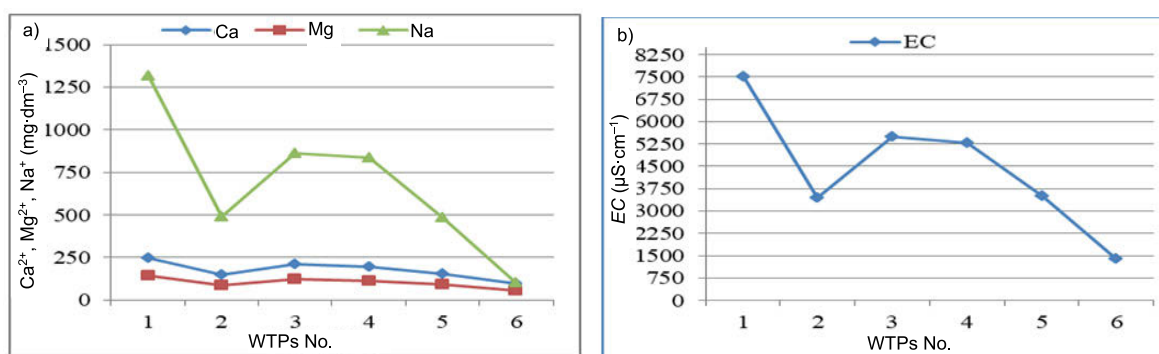 a)
Ca Mg Na
1500
1250
1000
750
500
250
0
Ca²⁺, Mg²⁺, Na⁺ (mg·dm⁻³)
1 2 3 4 5 6
WTPs No.
b)
EC
8250
7500
6750
6000
5250
4500
3750
3000
2250
1500
750
0
EC (µS·cm⁻¹)
1 2 3 4 5 6
WTPs No.